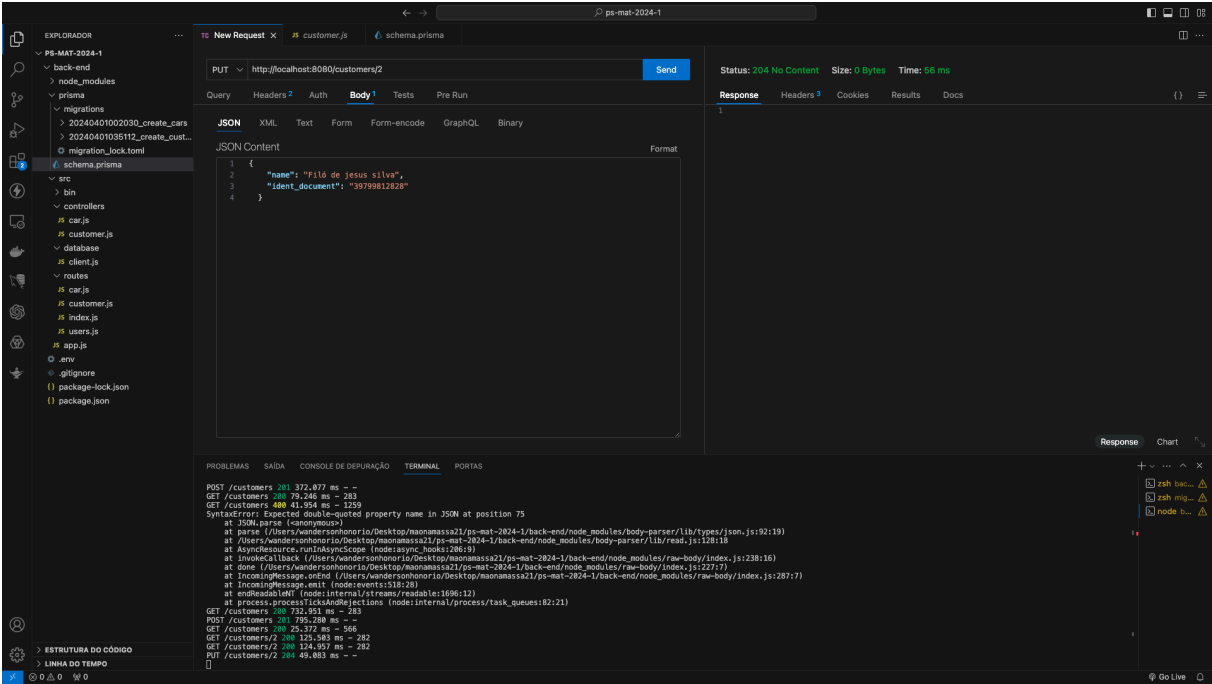 ps-mat-2024-1
EXPLORADOR
PS-MAT-2024-1
back-end
node_modules
prisma
migrations
20240401002030_create_cars
20240401035112_create_cust...
migration_lock.toml
schema.prisma
src
bin
controllers
JS car.js
JS customer.js
database
JS client.js
routes
JS car.js
JS customer.js
JS index.js
JS users.js
JS app.js
.env
.gitignore
{} package-lock.json
{} package.json
ESTRUTURA DO CÓDIGO
LINHA DO TEMPO
2
TC New Request
JS customer.js
schema.prisma
PUT http://localhost:8080/customers/2 Send
Query Headers 2 Auth Body 1 Tests Pre Run
JSON XML Text Form Form-encode GraphQL Binary
JSON Content Format
1 {
2 "name": "Filó de jesus silva",
3 "ident_document": "39799812828"
4 }
Status: 204 No Content Size: 0 Bytes Time: 56 ms
Response Headers 3 Cookies Results Docs {}
1
Response Chart
PROBLEMAS SAÍDA CONSOLE DE DEPURAÇÃO TERMINAL PORTAS
POST /customers 201 372.077 ms - -
GET /customers 200 79.246 ms - 283
GET /customers 400 41.954 ms - 1259
SyntaxError: Expected double-quoted property name in JSON at position 75
at JSON.parse (<anonymous>)
at parse (/Users/wandersonhonorio/Desktop/maonamassa21/ps-mat-2024-1/back-end/node_modules/body-parser/lib/types/json.js:92:19)
at /Users/wandersonhonorio/Desktop/maonamassa21/ps-mat-2024-1/back-end/node_modules/body-parser/lib/read.js:128:18
at AsyncResource.runInAsyncScope (node:async_hooks:206:9)
at invokeCallback (/Users/wandersonhonorio/Desktop/maonamassa21/ps-mat-2024-1/back-end/node_modules/raw-body/index.js:238:16)
at done (/Users/wandersonhonorio/Desktop/maonamassa21/ps-mat-2024-1/back-end/node_modules/raw-body/index.js:227:7)
at IncomingMessage.onEnd (/Users/wandersonhonorio/Desktop/maonamassa21/ps-mat-2024-1/back-end/node_modules/raw-body/index.js:287:7)
at IncomingMessage.emit (node:events:518:28)
at endReadableNT (node:internal/streams/readable:1696:12)
at process.processTicksAndRejections (node:internal/process/task_queues:82:21)
GET /customers 200 732.951 ms - 283
POST /customers 201 795.280 ms - -
GET /customers 200 25.372 ms - 566
GET /customers/2 200 125.503 ms - 282
GET /customers/2 200 124.957 ms - 282
PUT /customers/2 204 49.083 ms - -
zsh bac...
zsh mig...
node b...
0 0 0
Go Live